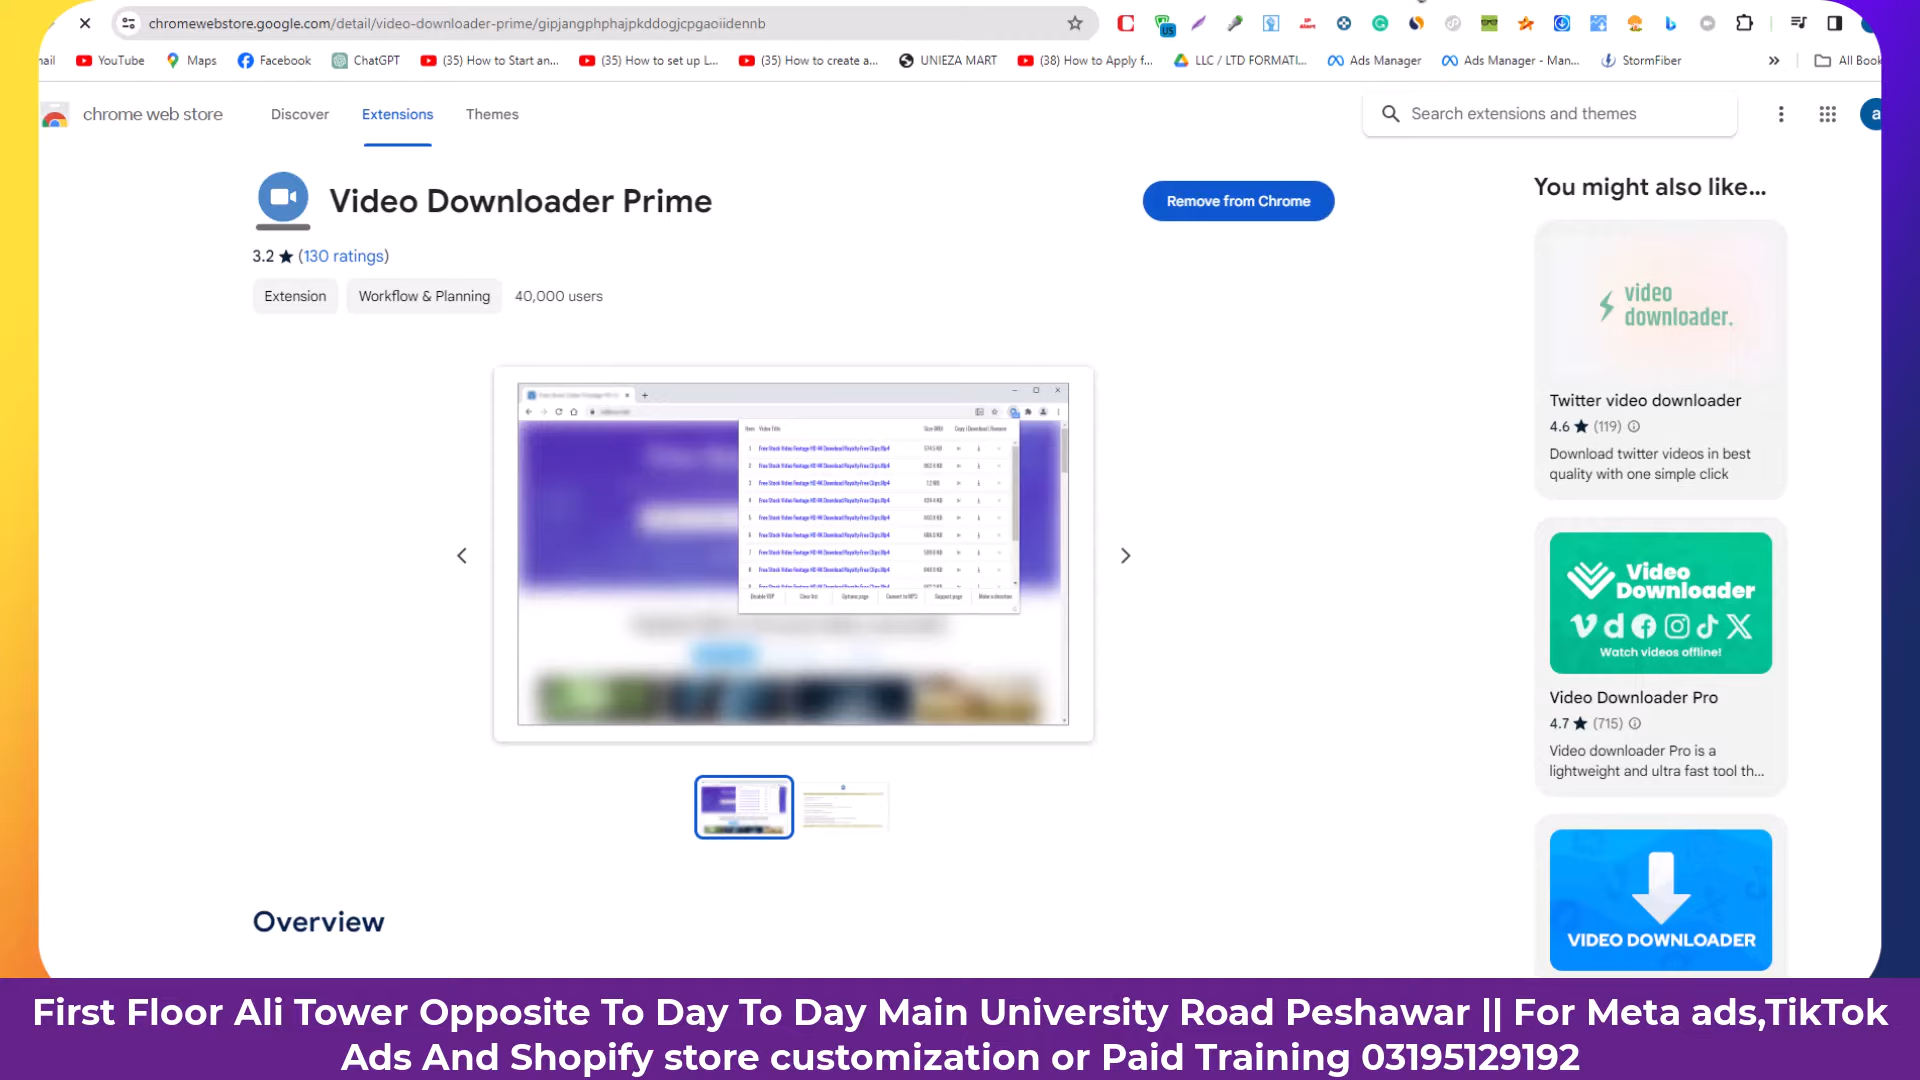 chromewebstore.google.com/detail/video-downloader-prime/gipjangphphajpkddogjcpgaoiidennb
YouTube Maps Facebook ChatGPT (35) How to Start an... (35) How to set up L... (35) How to create a... UNIEZA MART (38) How to Apply f... LLC / LTD FORMATI... Ads Manager Ads Manager - Man... StormFiber » All Book
chrome web store Discover Extensions Themes Search extensions and themes a
Video Downloader Prime
Remove from Chrome
3.2 ★ (130 ratings)
Extension Workflow & Planning 40,000 users
Overview
You might also like...
video
downloader.
Twitter video downloader
4.6 ★ (119)
Download twitter videos in best
quality with one simple click
Video
Downloader
Watch videos offline!
Video Downloader Pro
4.7 ★ (715)
Video downloader Pro is a
lightweight and ultra fast tool th...
VIDEO DOWNLOADER
First Floor Ali Tower Opposite To Day To Day Main University Road Peshawar || For Meta ads,TikTok
Ads And Shopify store customization or Paid Training 03195129192